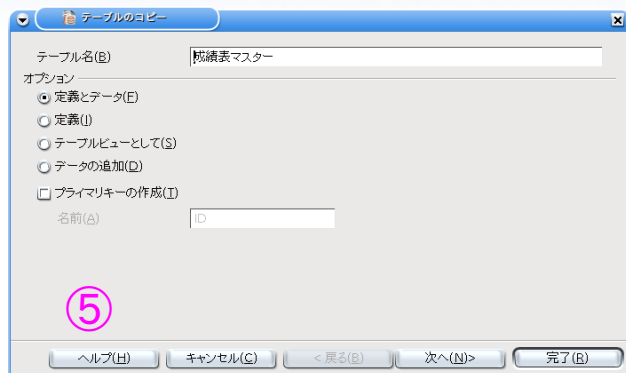 テーブルのコピー
テーブル名(B) 成績表マスター
オプション
定義とデータ(F)
定義(I)
テーブルビューとして(S)
データの追加(D)
プライマリキーの作成(T)
名前(A) ID
⑤
ヘルプ(H) キャンセル(C) <戻る(B) 次へ(N)> 完了(R)